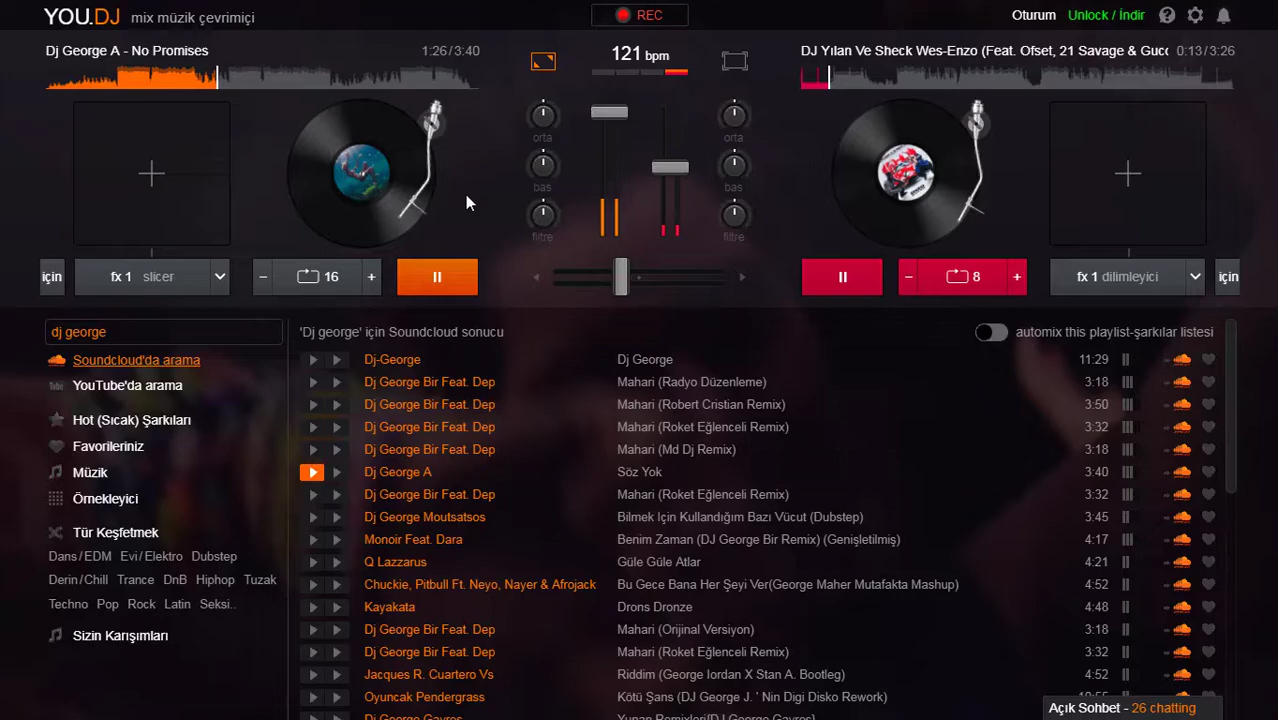 YOU.DJ mix müzik çevrimiçi
REC
Oturum Unlock / İndir
Dj George A - No Promises 1:26/3:40
121 bpm
DJ Yılan Ve Sheck Wes-Enzo (Feat. Ofset, 21 Savage & Gucc 0:13/3:26
orta
bas
filtre
orta
bas
filtre
için fx 1 slicer − 16 +
− 8 + fx 1 dilimleyici için
dj george
Soundcloud'da arama
YouTube'da arama
Hot (Sıcak) Şarkıları
Favorileriniz
Müzik
Örnekleyici
Tür Keşfetmek
Dans/EDM Evi/Elektro Dubstep
Derin/Chill Trance DnB Hiphop Tuzak
Techno Pop Rock Latin Seksi..
Sizin Karışımları
'Dj george' için Soundcloud sonucu automix this playlist-şarkılar listesi
Dj-George Dj George 11:29
Dj George Bir Feat. Dep Mahari (Radyo Düzenleme) 3:18
Dj George Bir Feat. Dep Mahari (Robert Cristian Remix) 3:50
Dj George Bir Feat. Dep Mahari (Roket Eğlenceli Remix) 3:32
Dj George Bir Feat. Dep Mahari (Md Dj Remix) 3:18
Dj George A Söz Yok 3:40
Dj George Bir Feat. Dep Mahari (Roket Eğlenceli Remix) 3:32
Dj George Moutsatsos Bilmek Için Kullandığım Bazı Vücut (Dubstep) 3:45
Monoir Feat. Dara Benim Zaman (DJ George Bir Remix) (Genişletilmiş) 4:17
Q Lazzarus Güle Güle Atlar 4:21
Chuckie, Pitbull Ft. Neyo, Nayer & Afrojack Bu Gece Bana Her Şeyi Ver(George Maher Mutafakta Mashup) 4:52
Kayakata Drons Dronze 4:48
Dj George Bir Feat. Dep Mahari (Orijinal Versiyon) 3:18
Dj George Bir Feat. Dep Mahari (Roket Eğlenceli Remix) 3:32
Jacques R. Cuartero Vs Riddim (George Iordan X Stan A. Bootleg) 4:52
Oyuncak Pendergrass Kötü Şans (DJ George J. ' Nin Digi Disko Rework)
Açık Sohbet - 26 chatting